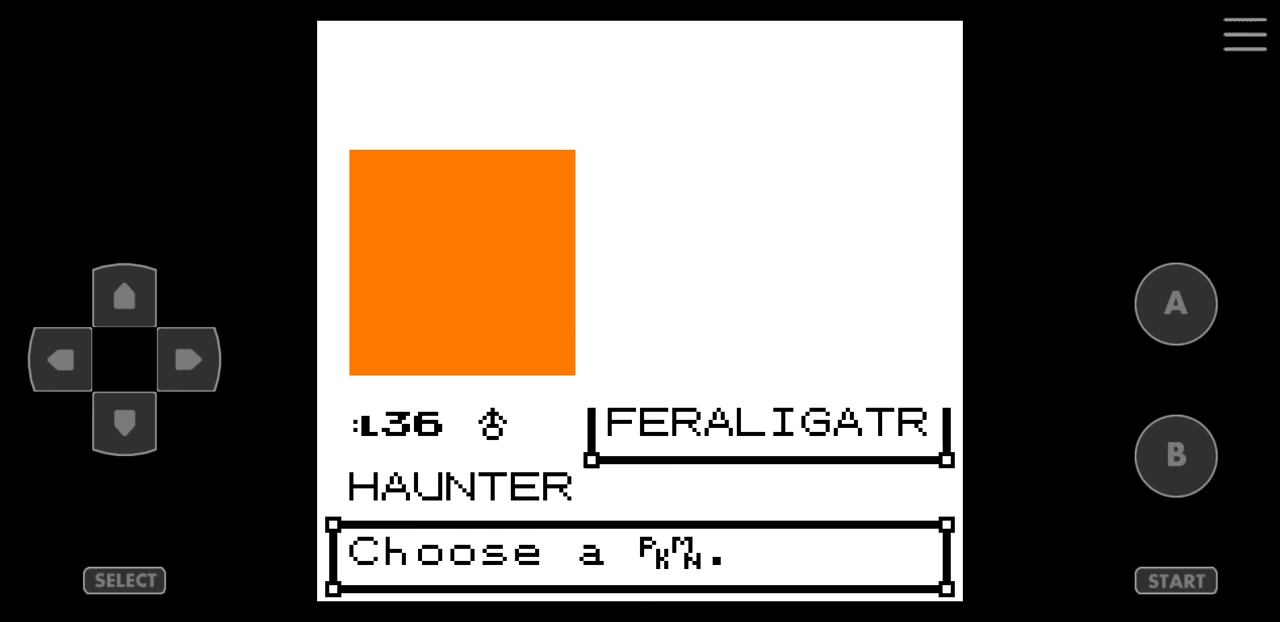 :L36 ♂
FERALIGATR
HAUNTER
Choose a PKMN.
A
B
SELECT
START